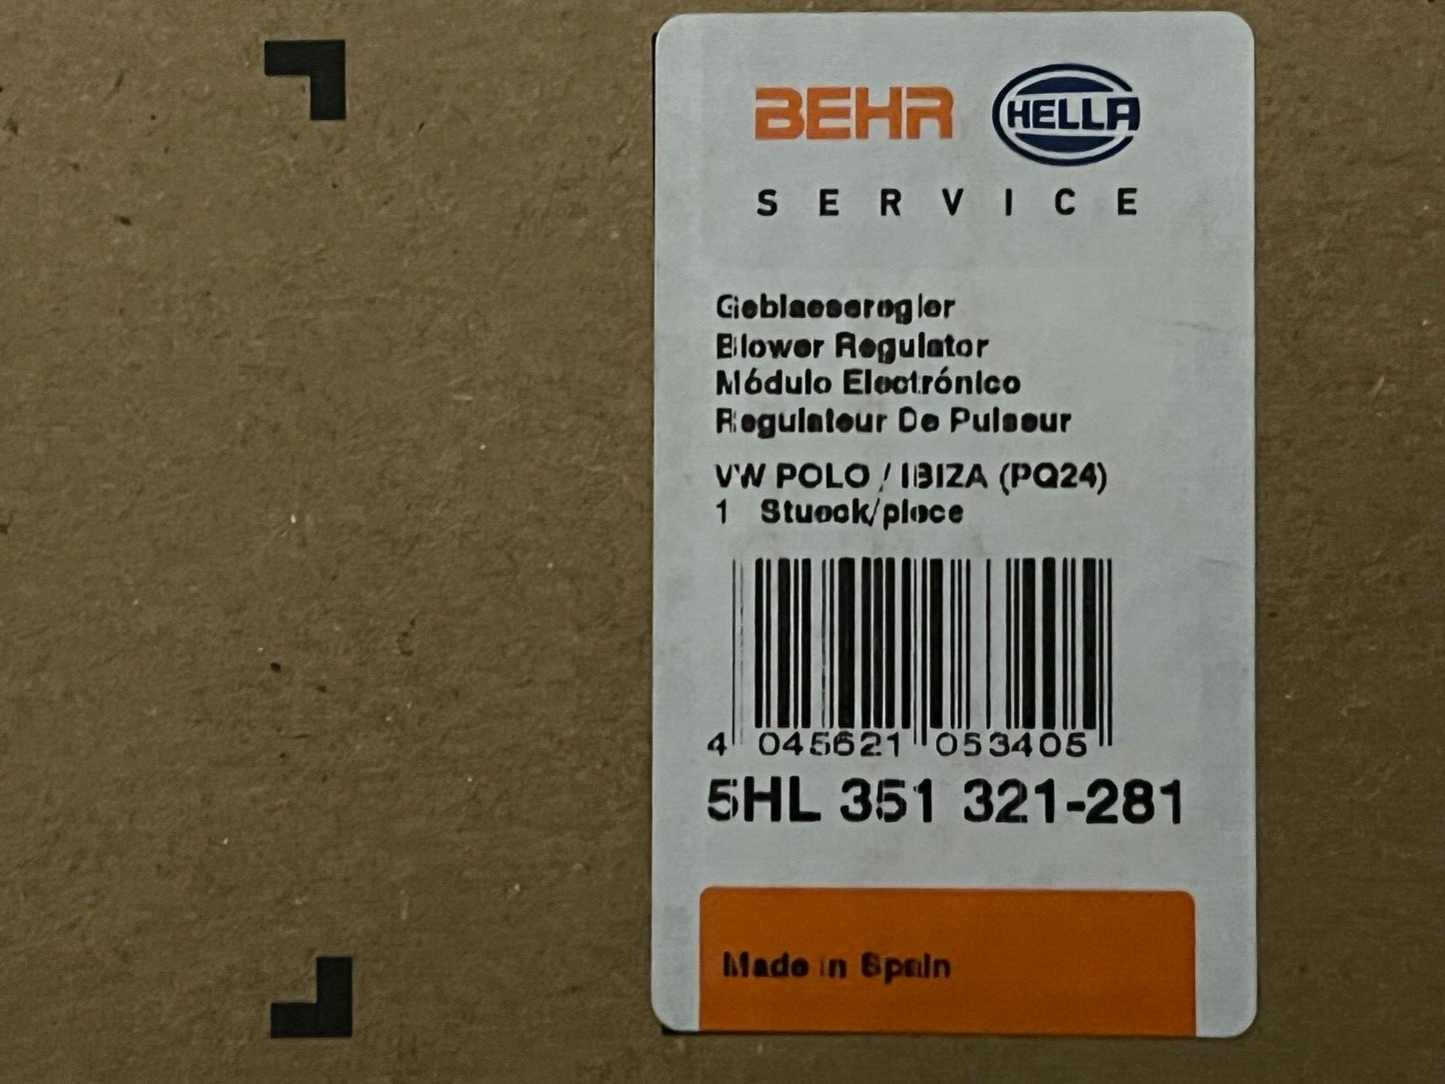 BEHR HELLA
SERVICE
Geblaeseregler
Blower Regulator
Módulo Electrónico
Regulateur De Pulseur
VW POLO / IBIZA (PQ24)
1 Stueck/piece
4 045621 053405
5HL 351 321-281
Made in Spain